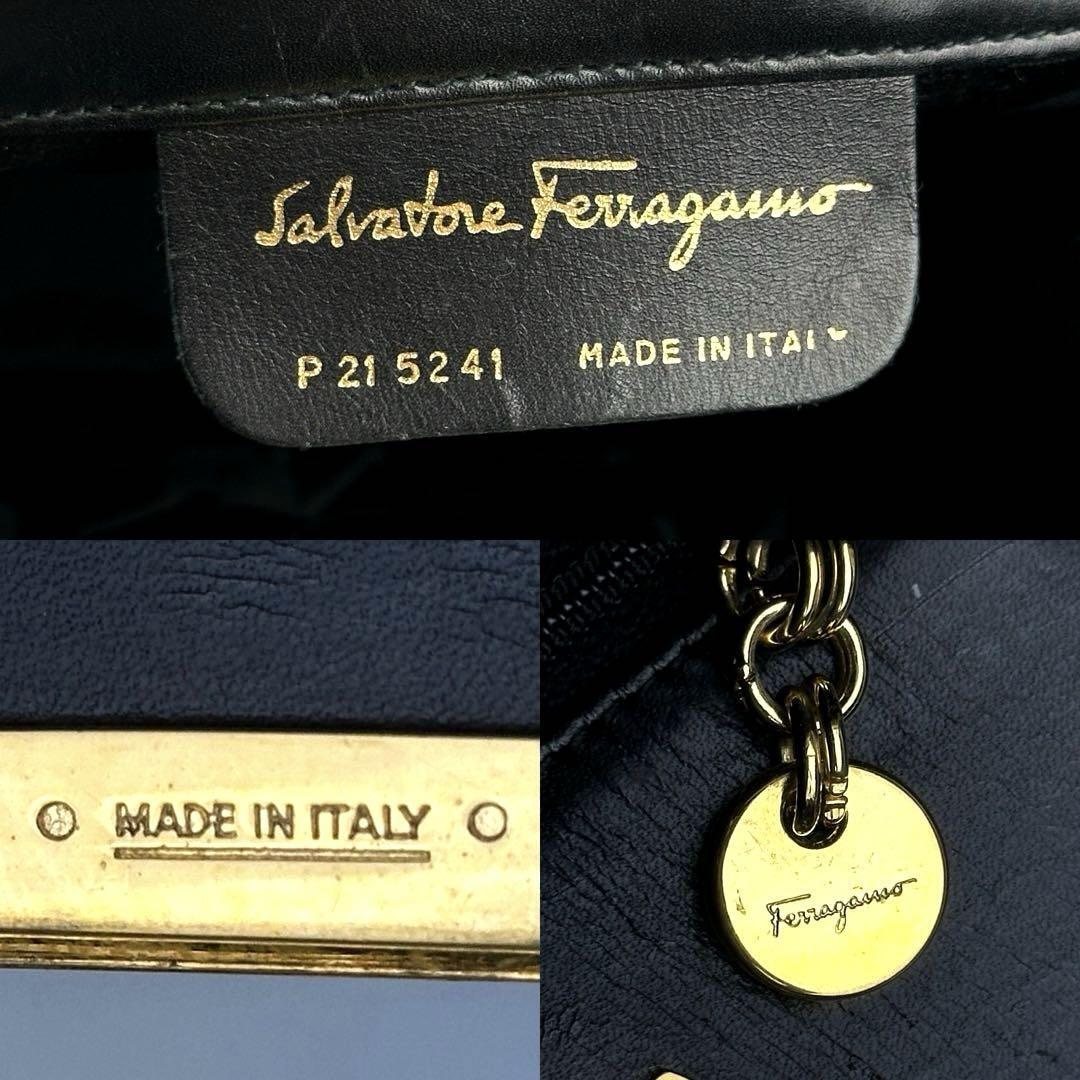 Salvatore Ferragamo
P 21 5241 MADE IN ITAL
MADE IN ITALY
Ferragamo